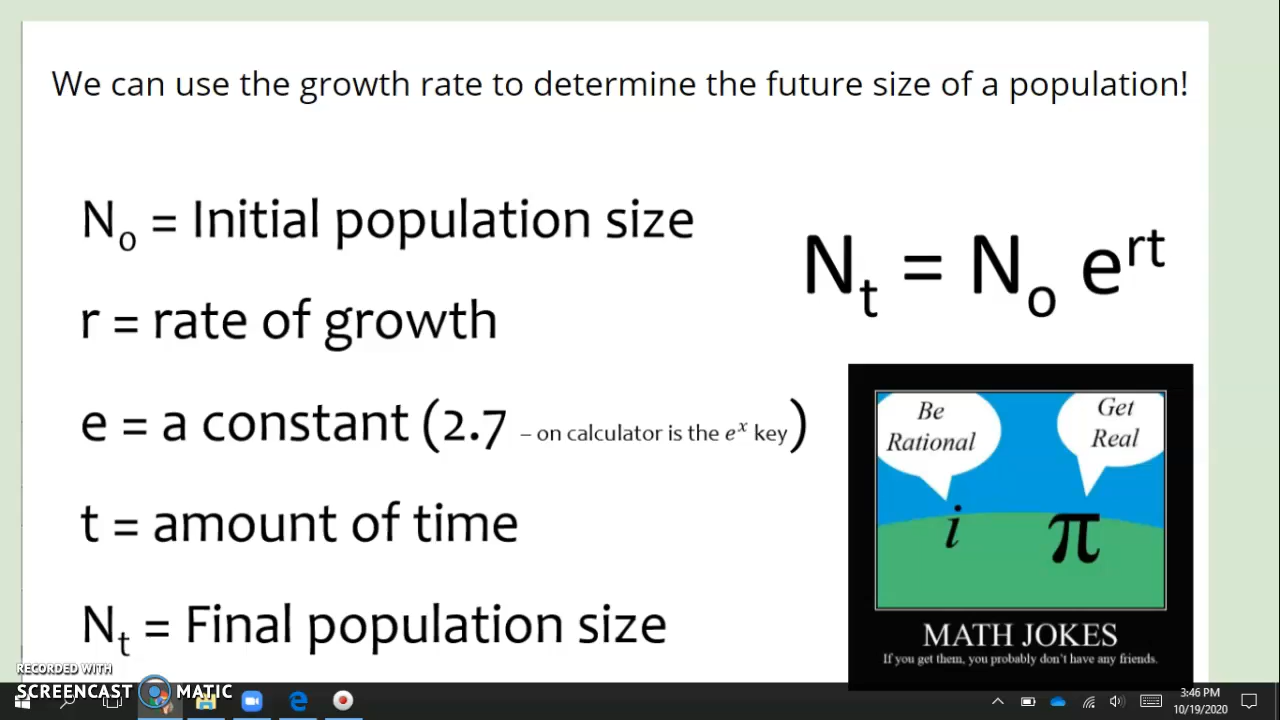 We can use the growth rate to determine the future size of a population!
No = Initial population size
r = rate of growth
e = a constant (2.7 – on calculator is the eˣ key)
t = amount of time
Nt = Final population size
Nt = No e^rt
Be
Rational
Get
Real
i
π
MATH JOKES
If you get them, you probably don't have any friends.
RECORDED WITH
SCREENCAST MATIC
3:46 PM
10/19/2020